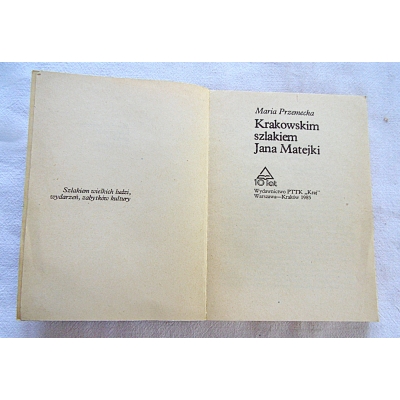 Szlakiem wielkich ludzi,
wydarzeń, zabytków kultury
Maria Przemecka
Krakowskim
szlakiem
Jana Matejki
10 lat
Wydawnictwo PTTK „Kraj”
Warszawa—Kraków 1985